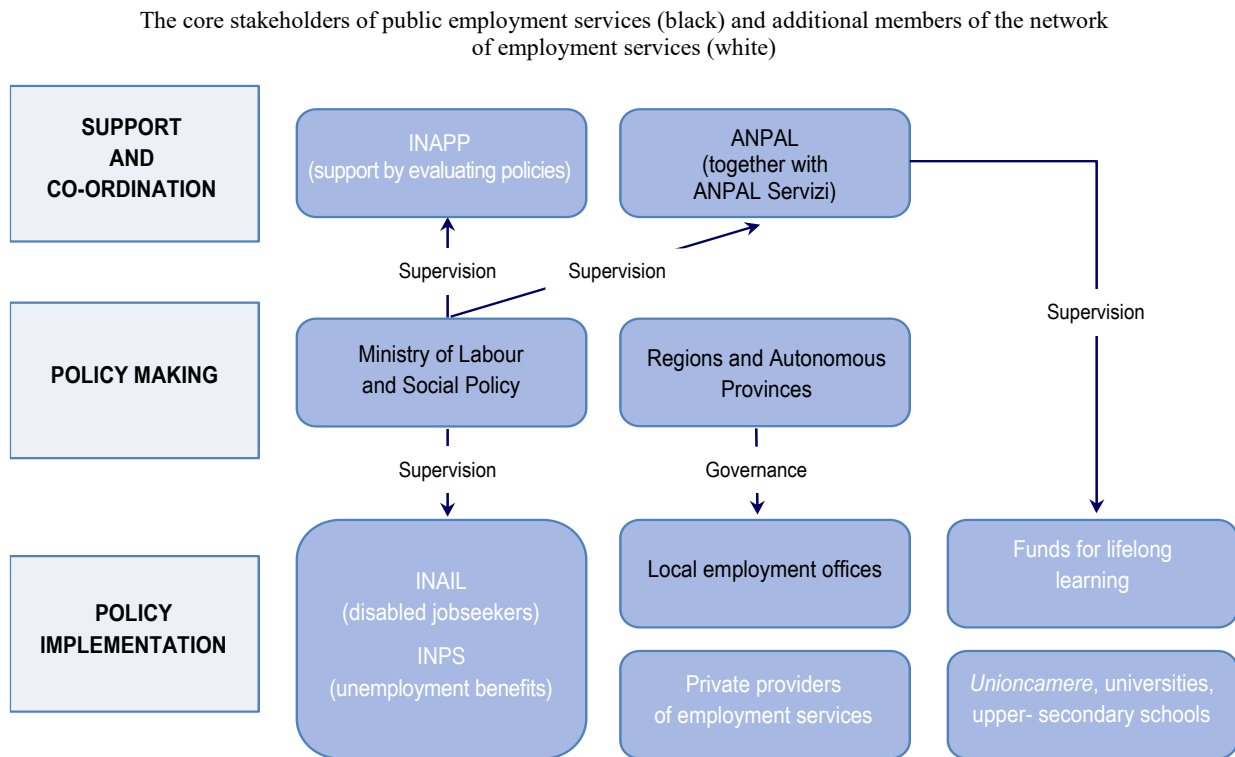 The core stakeholders of public employment services (black) and additional members of the network
of employment services (white)
SUPPORT
AND
CO-ORDINATION
INAPP
(support by evaluating policies)
ANPAL
(together with
ANPAL Servizi)
Supervision
Supervision
Supervision
POLICY MAKING
Ministry of Labour
and Social Policy
Regions and Autonomous
Provinces
Supervision
Governance
POLICY
IMPLEMENTATION
INAIL
(disabled jobseekers)
INPS
(unemployment benefits)
Local employment offices
Funds for lifelong
learning
Private providers
of employment services
Unioncamere, universities,
upper- secondary schools